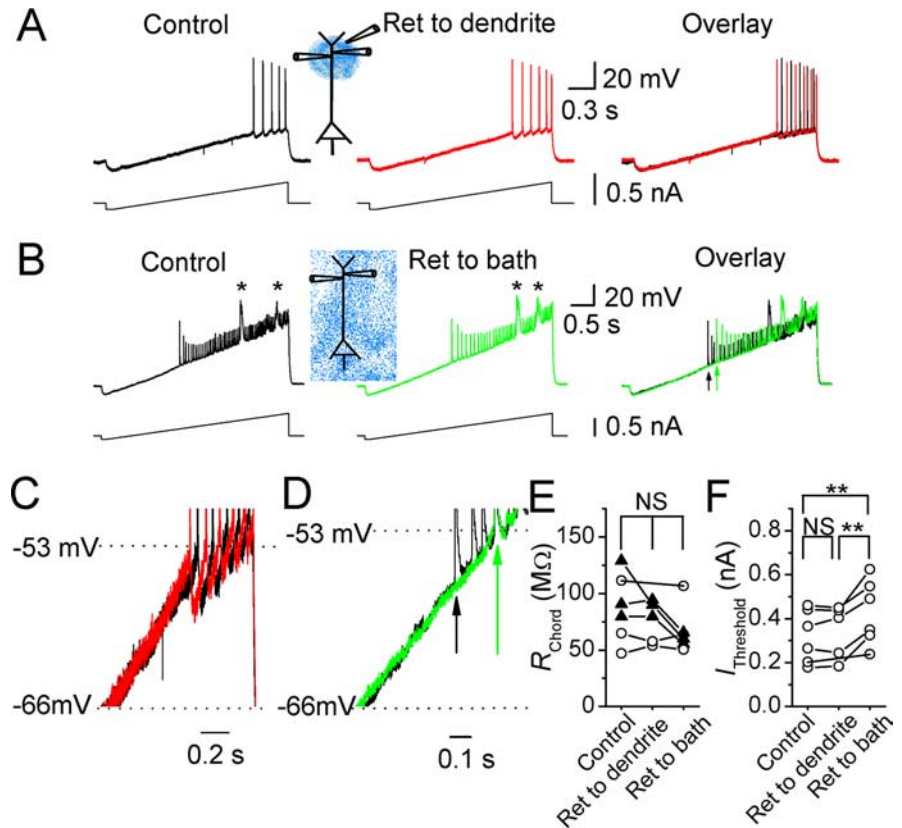 A
Control
Ret to dendrite
Overlay
20 mV
0.3 s
0.5 nA
B
Control
Ret to bath
Overlay
* *
* *
20 mV
0.5 s
0.5 nA
C
-53 mV
-66mV
0.2 s
D
-53 mV
-66mV
0.1 s
E
NS
R Chord (MΩ)
150
100
50
0
Control
Ret to dendrite
Ret to bath
F
**
NS **
I Threshold (nA)
0.8
0.6
0.4
0.2
0.0
Control
Ret to dendrite
Ret to bath